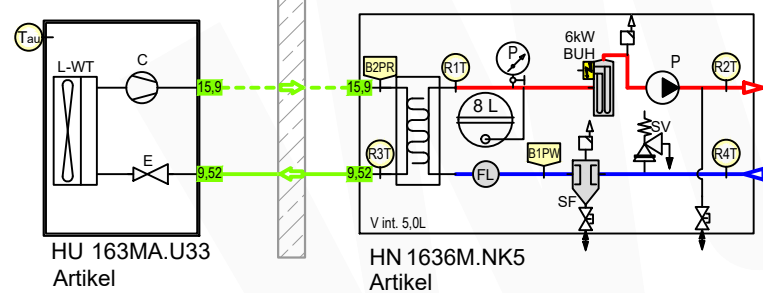 Tau
L-WT
C
E
15,9
9,52
HU 163MA.U33
Artikel
15,9
9,52
B2PR
R3T
R1T
P
8 L
6kW
BUH
P
R2T
B1PW
FL
SF
SV
R4T
V int. 5,0L
HN 1636M.NK5
Artikel